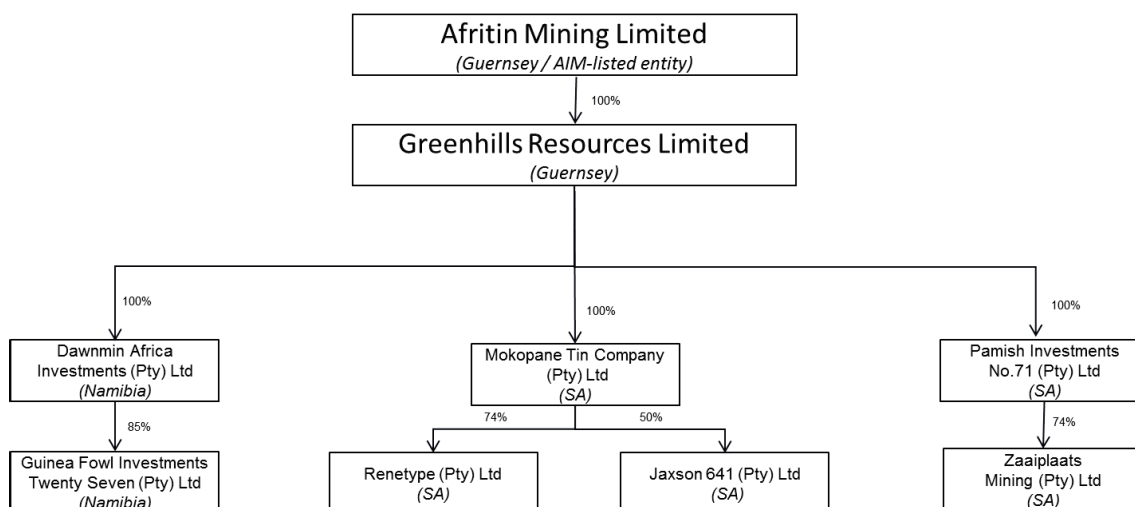 Afritin Mining Limited
(Guernsey / AIM-listed entity)
100%
Greenhills Resources Limited
(Guernsey)
100%
100%
100%
Dawnmin Africa
Investments (Pty) Ltd
(Namibia)
Mokopane Tin Company
(Pty) Ltd
(SA)
Pamish Investments
No.71 (Pty) Ltd
(SA)
85%
74%
50%
74%
Guinea Fowl Investments
Twenty Seven (Pty) Ltd
(Namibia)
Renetype (Pty) Ltd
(SA)
Jaxson 641 (Pty) Ltd
(SA)
Zaaiplaats
Mining (Pty) Ltd
(SA)